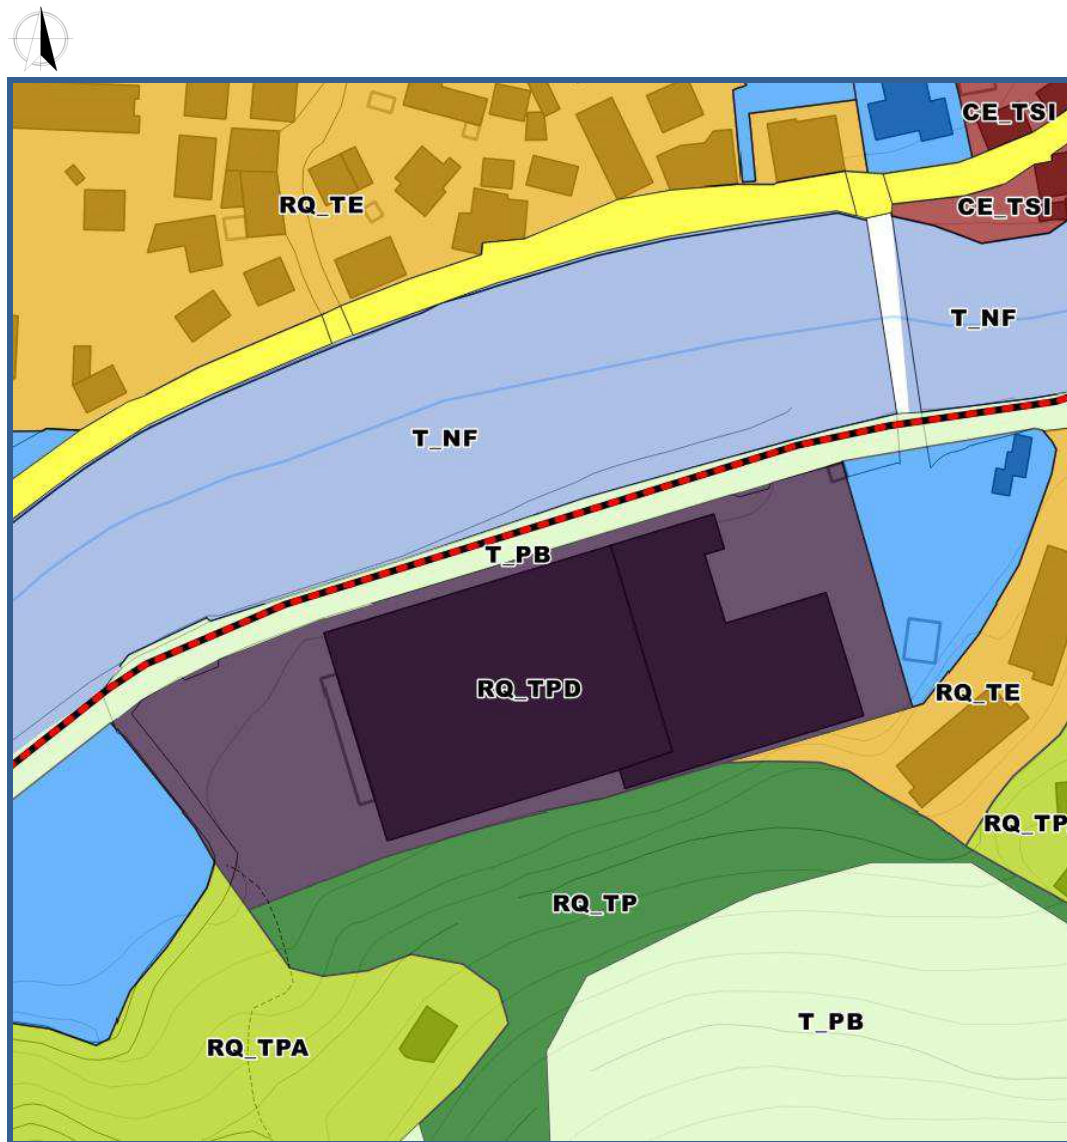 CE_TSI
RQ_TE
CE_TSI
T_NF
T_NF
T_PB
RQ_TPD
RQ_TE
RQ_TP
RQ_TP
T_PB
RQ_TPA